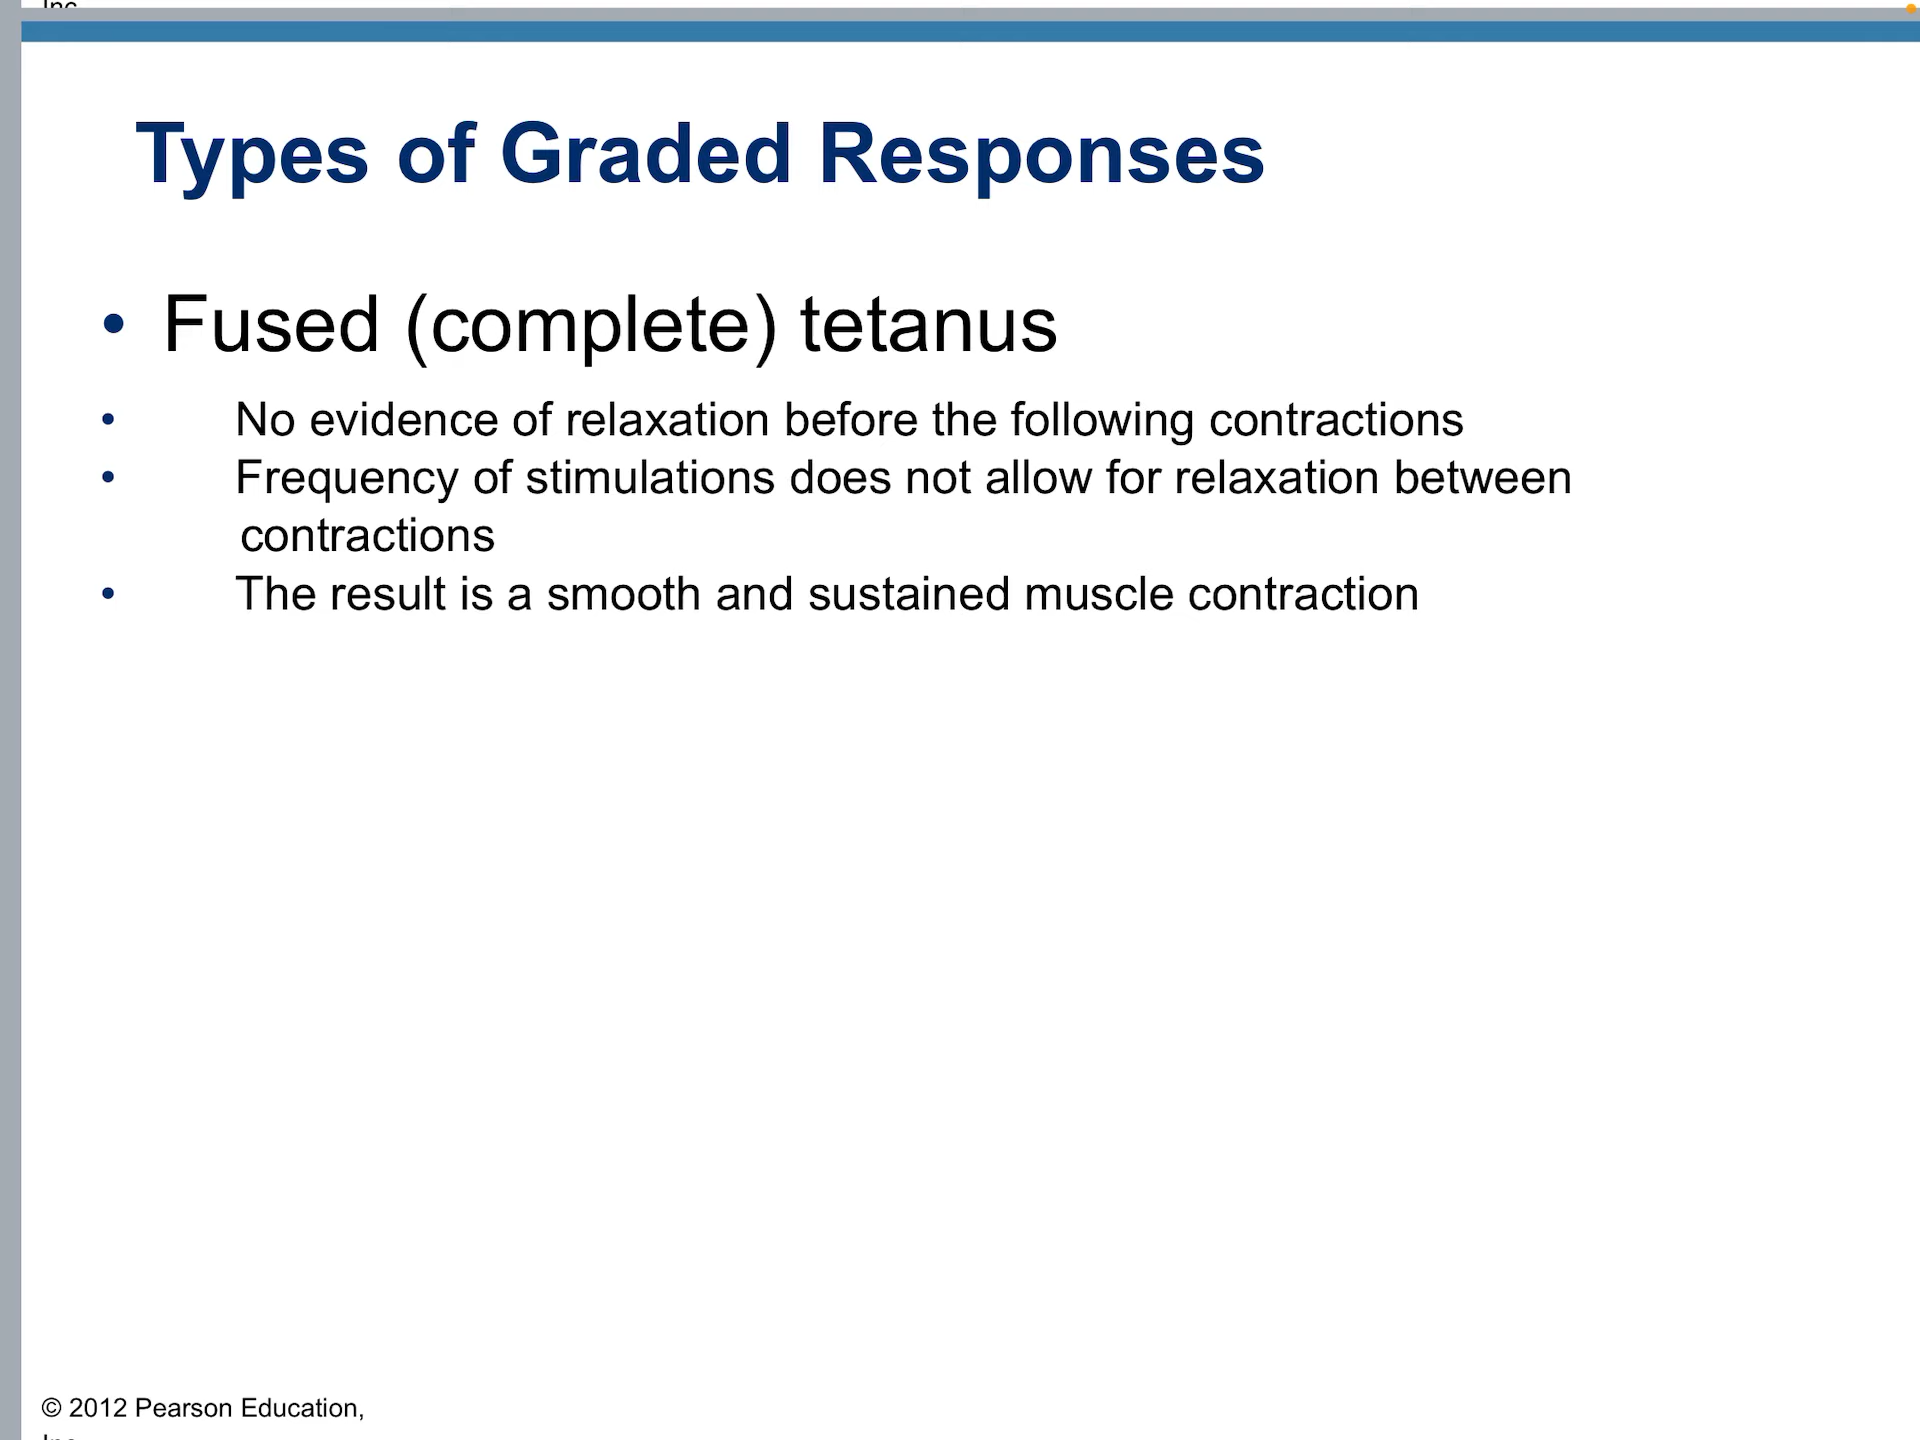 Types of Graded Responses
• Fused (complete) tetanus
• No evidence of relaxation before the following contractions
• Frequency of stimulations does not allow for relaxation between
contractions
• The result is a smooth and sustained muscle contraction
© 2012 Pearson Education,